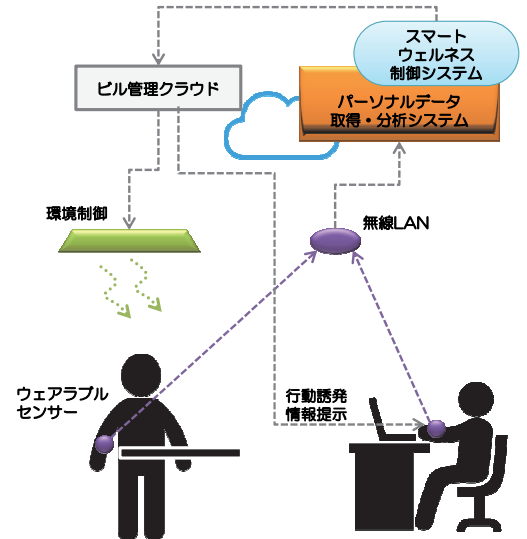 スマート
ウェルネス
制御システム
ビル管理クラウド
パーソナルデータ
取得・分析システム
環境制御
無線LAN
ウェアラブル
センサー
行動誘発
情報提示